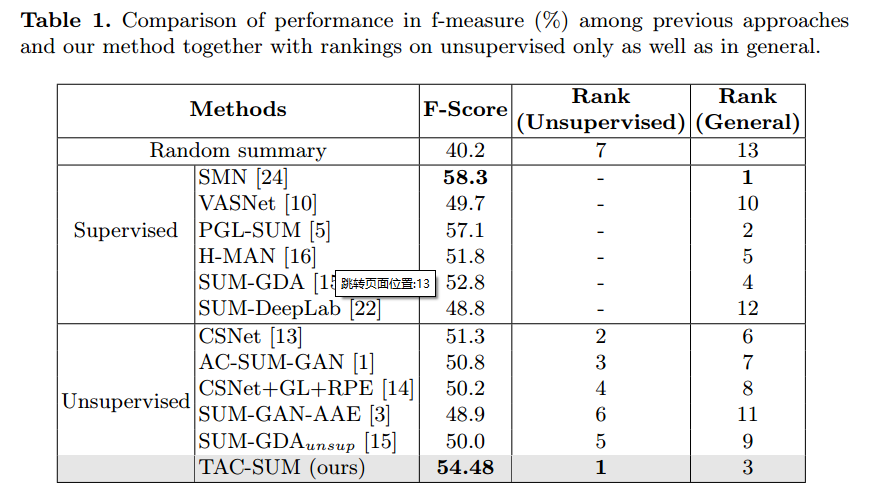 Table 1. Comparison of performance in f-measure (%) among previous approaches
and our method together with rankings on unsupervised only as well as in general.
Methods F-Score Rank (Unsupervised) Rank (General)
Random summary 40.2 7 13
Supervised
SMN [24] 58.3 - 1
VASNet [10] 49.7 - 10
PGL-SUM [5] 57.1 - 2
H-MAN [16] 51.8 - 5
SUM-GDA 52.8 - 4
跳转页面位置:13
SUM-DeepLab [22] 48.8 - 12
Unsupervised
CSNet [13] 51.3 2 6
AC-SUM-GAN [1] 50.8 3 7
CSNet+GL+RPE [14] 50.2 4 8
SUM-GAN-AAE [3] 48.9 6 11
SUM-GDAunsup [15] 50.0 5 9
TAC-SUM (ours) 54.48 1 3